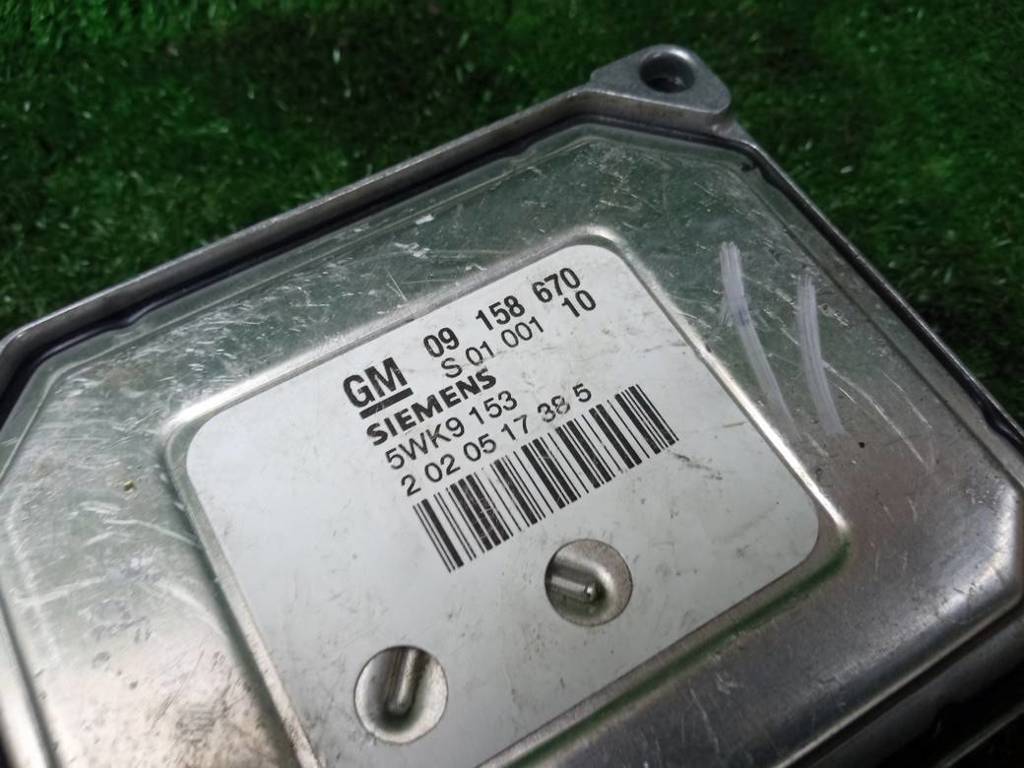 GM 09 158 670
S 01 001 10
SIEMENS
5WK9 153
2 02 05 17 38 5